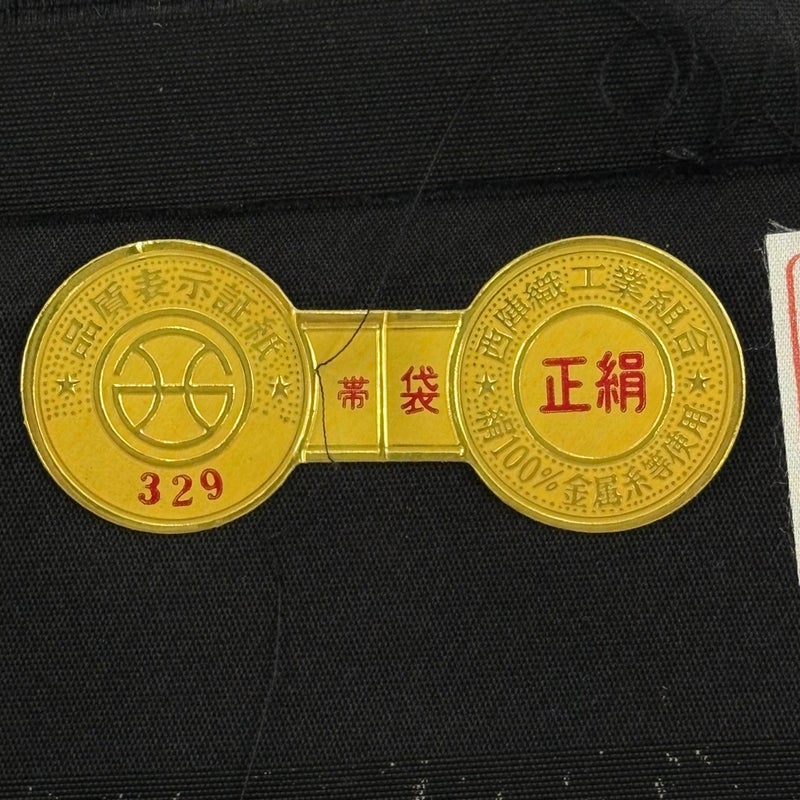 品質表示証紙
329
帯袋
西陣織工業組合
正絹
絹100%金属糸等使用